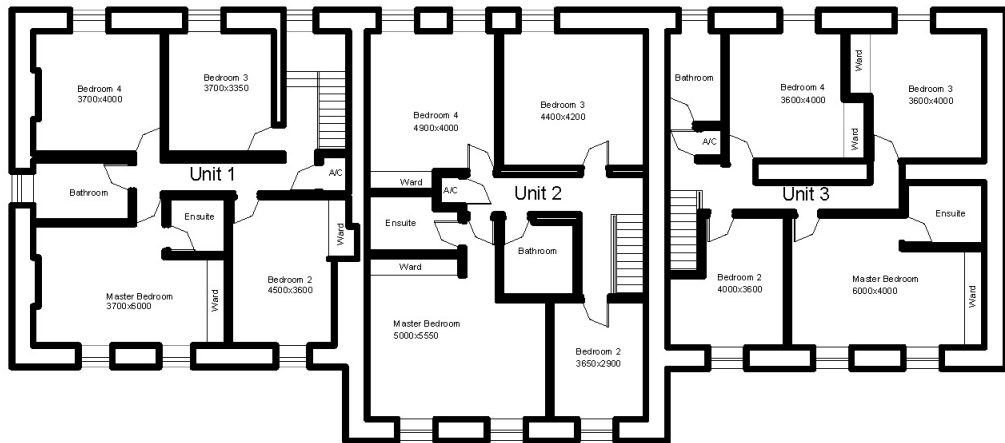 Bedroom 4
3700x4000
Bedroom 3
3700x3350
A/C
Unit 1
Bathroom
Ensuite
Ward
Bedroom 2
4500x3600
Master Bedroom
3700x6000
Ward
Bedroom 4
4900x4000
Bedroom 3
4400x4200
Ward
A/C
Unit 2
Ensuite
Bathroom
Ward
Master Bedroom
5000x5550
Bedroom 2
3650x2900
Bathroom
Bedroom 4
3600x4000
Ward
Bedroom 3
3600x4000
A/C
Ward
Unit 3
Ensuite
Bedroom 2
4000x3600
Master Bedroom
6000x4000
Ward